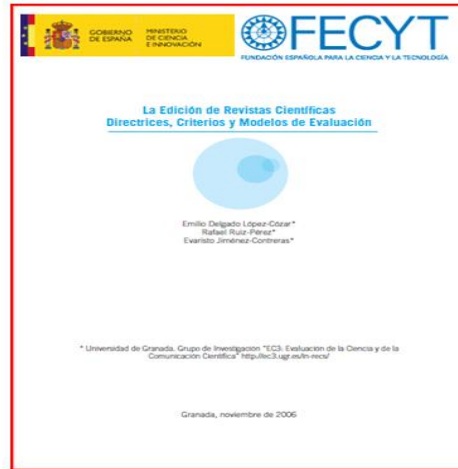 GOBIERNO
DE ESPAÑA
MINISTERIO
DE CIENCIA
E INNOVACIÓN
FECYT
FUNDACIÓN ESPAÑOLA PARA LA CIENCIA Y LA TECNOLOGÍA
La Edición de Revistas Científicas
Directrices, Criterios y Modelos de Evaluación
Emilio Delgado López-Cózar*
Rafael Ruiz-Pérez*
Evaristo Jiménez-Contreras*
* Universidad de Granada. Grupo de Investigación "EC3: Evaluación de la Ciencia y de la
Comunicación Científica" http://ec3.ugr.es/in-recs/
Granada, noviembre de 2006